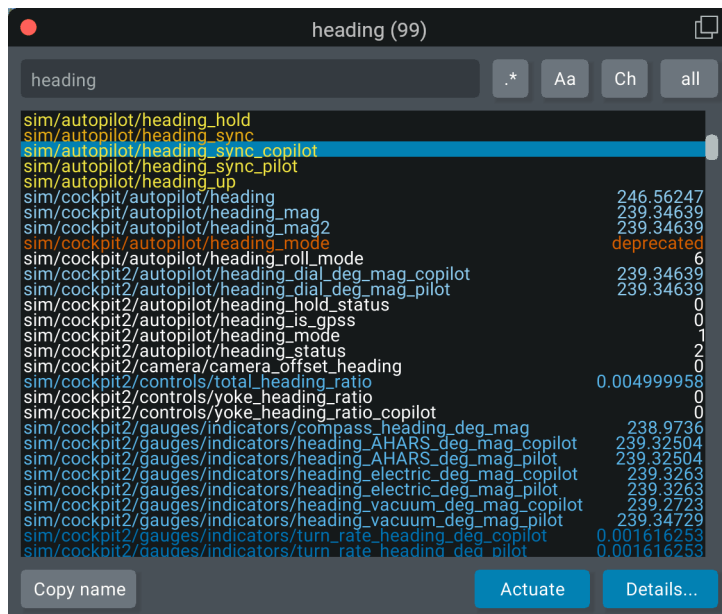 heading (99)
heading .* Aa Ch all
sim/autopilot/heading_hold
sim/autopilot/heading_sync
sim/autopilot/heading_sync_copilot
sim/autopilot/heading_sync_pilot
sim/autopilot/heading_up
sim/cockpit/autopilot/heading 246.56247
sim/cockpit/autopilot/heading_mag 239.34639
sim/cockpit/autopilot/heading_mag2 239.34639
sim/cockpit/autopilot/heading_mode deprecated
sim/cockpit/autopilot/heading_roll_mode 6
sim/cockpit2/autopilot/heading_dial_deg_mag_copilot 239.34639
sim/cockpit2/autopilot/heading_dial_deg_mag_pilot 239.34639
sim/cockpit2/autopilot/heading_hold_status 0
sim/cockpit2/autopilot/heading_is_gpss 0
sim/cockpit2/autopilot/heading_mode 1
sim/cockpit2/autopilot/heading_status 2
sim/cockpit2/camera/camera_offset_heading 0
sim/cockpit2/controls/total_heading_ratio 0.004999958
sim/cockpit2/controls/yoke_heading_ratio 0
sim/cockpit2/controls/yoke_heading_ratio_copilot 0
sim/cockpit2/gauges/indicators/compass_heading_deg_mag 238.9736
sim/cockpit2/gauges/indicators/heading_AHARS_deg_mag_copilot 239.32504
sim/cockpit2/gauges/indicators/heading_AHARS_deg_mag_pilot 239.32504
sim/cockpit2/gauges/indicators/heading_electric_deg_mag_copilot 239.3263
sim/cockpit2/gauges/indicators/heading_electric_deg_mag_pilot 239.3263
sim/cockpit2/gauges/indicators/heading_vacuum_deg_mag_copilot 239.2723
sim/cockpit2/gauges/indicators/heading_vacuum_deg_mag_pilot 239.34729
sim/cockpit2/gauges/indicators/turn_rate_heading_deg_copilot 0.001616253
sim/cockpit2/gauges/indicators/turn_rate_heading_deg_pilot 0.001616253
Copy name Actuate Details...